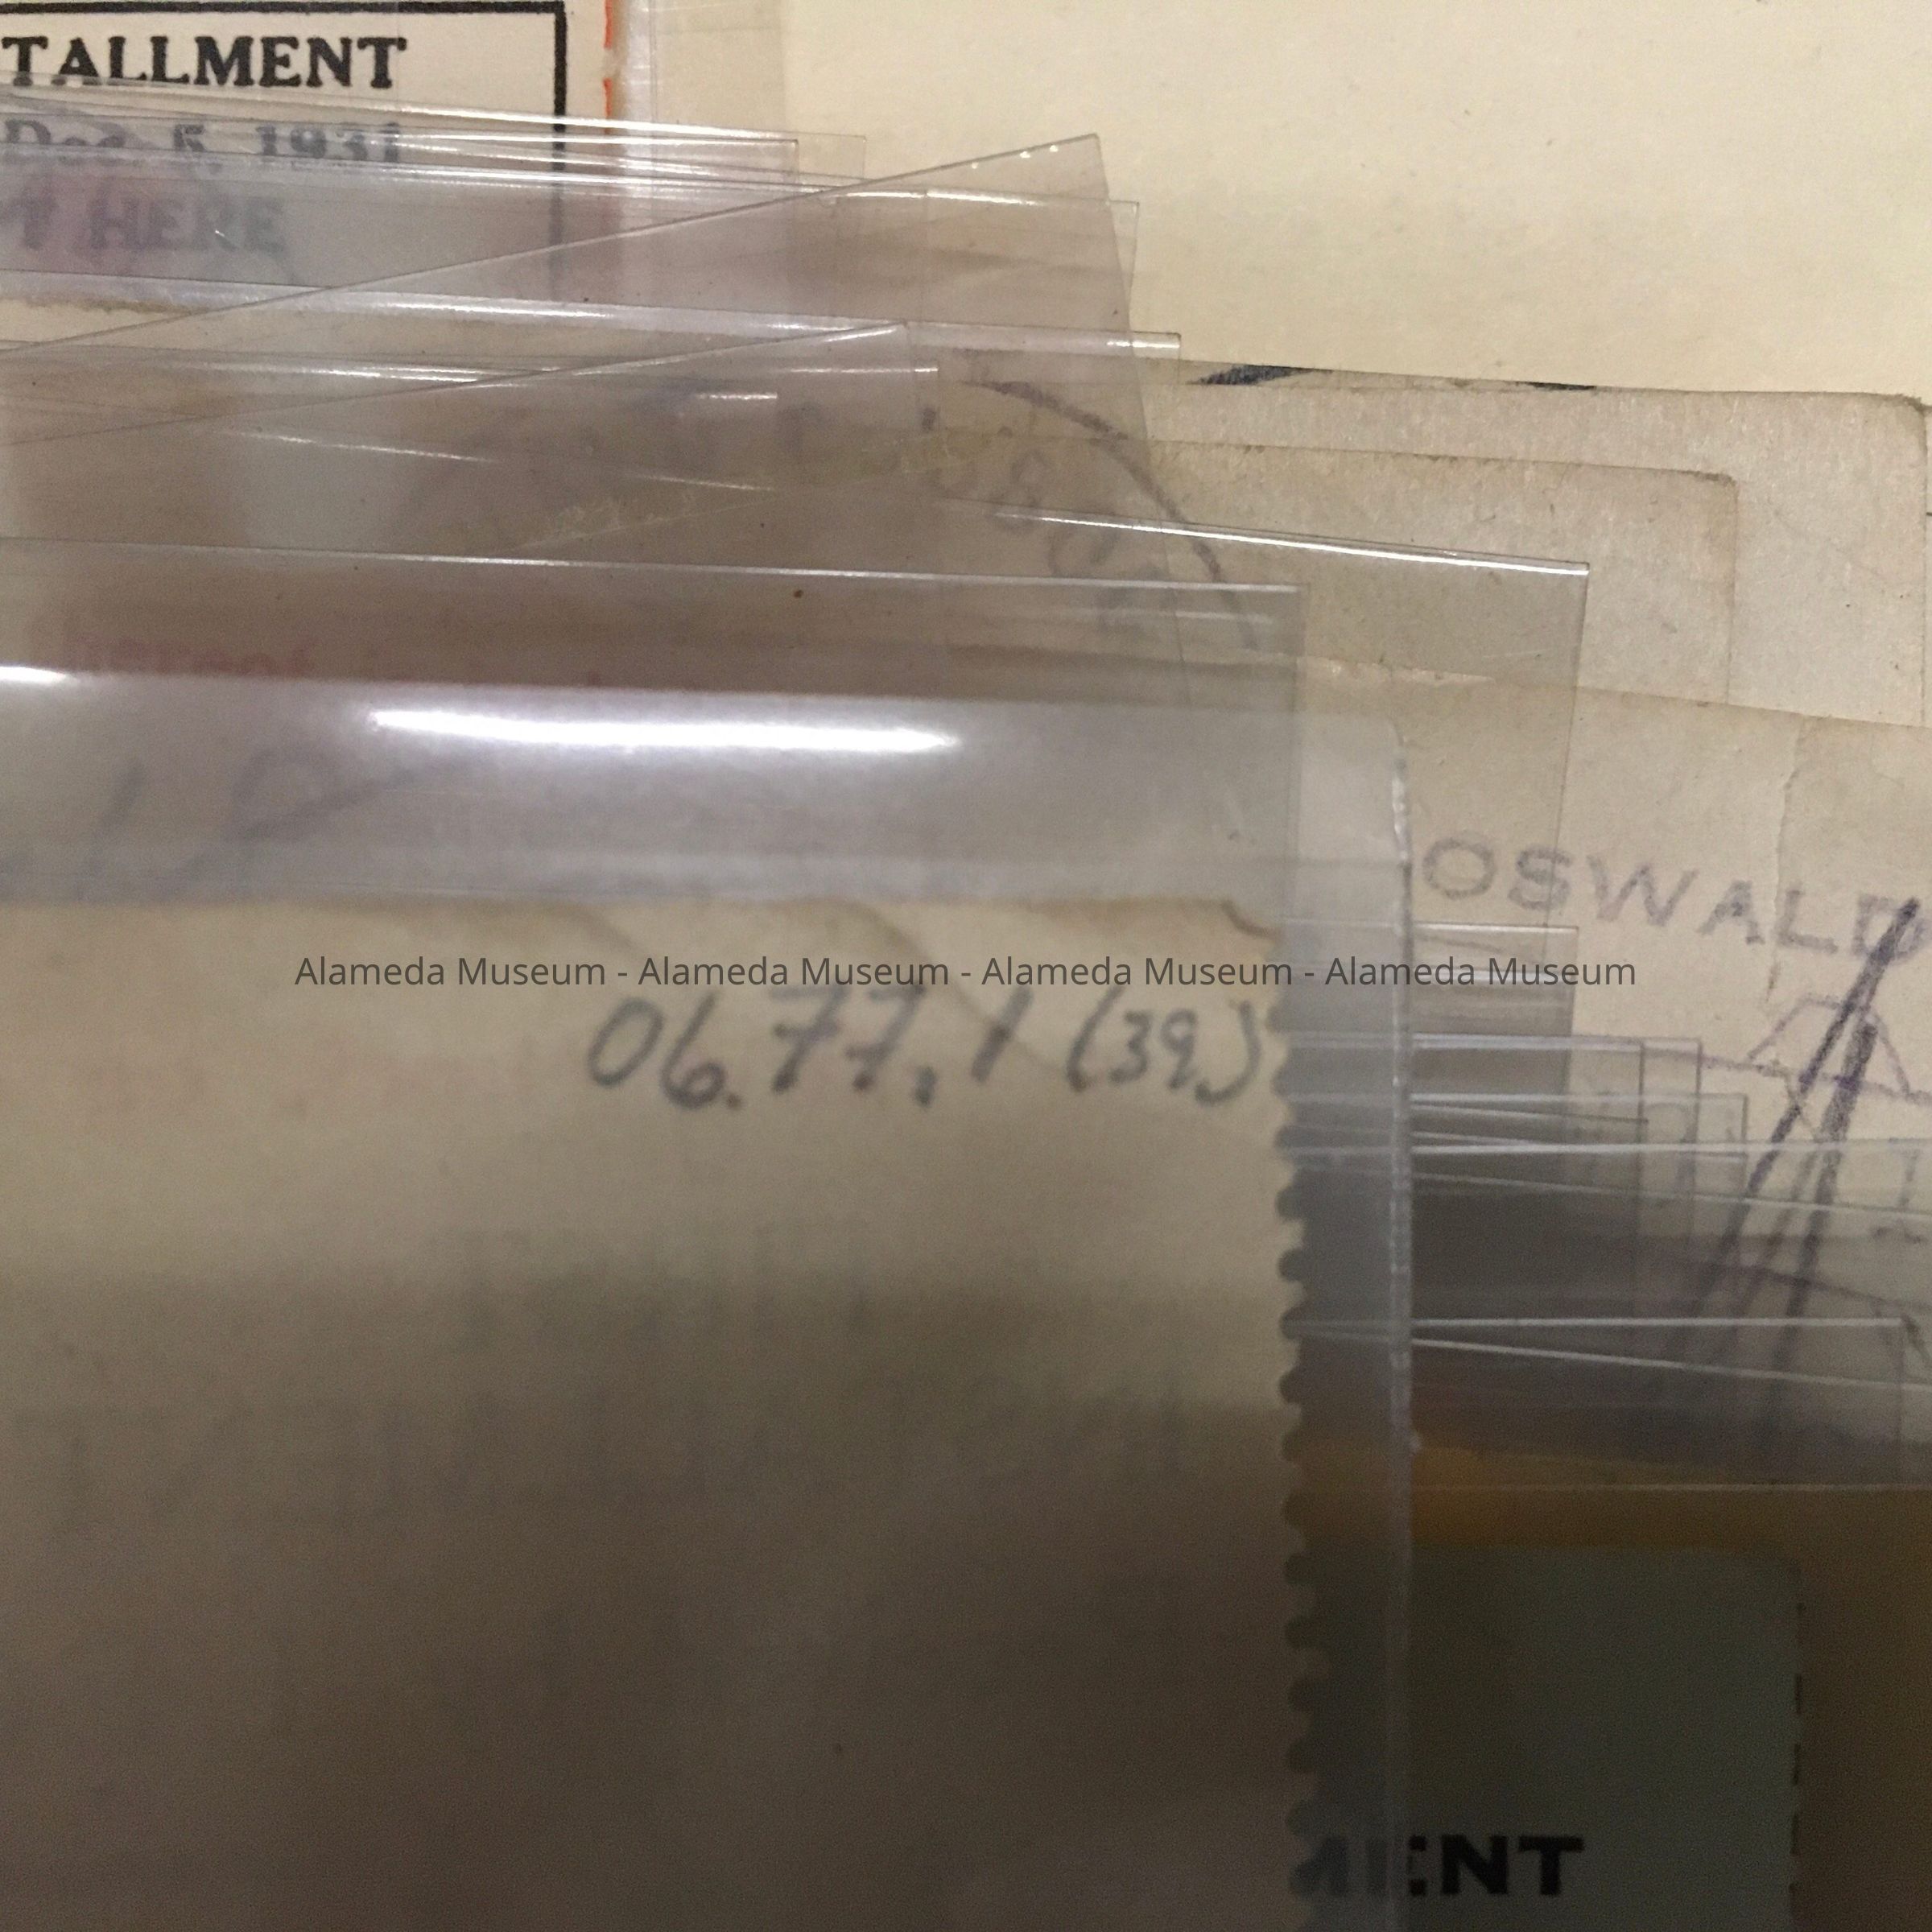 TALLMENT
Dec. 5, 1931
HERE
OSWALD
Alameda Museum - Alameda Museum - Alameda Museum - Alameda Museum
06.77.1 (39)
MENT